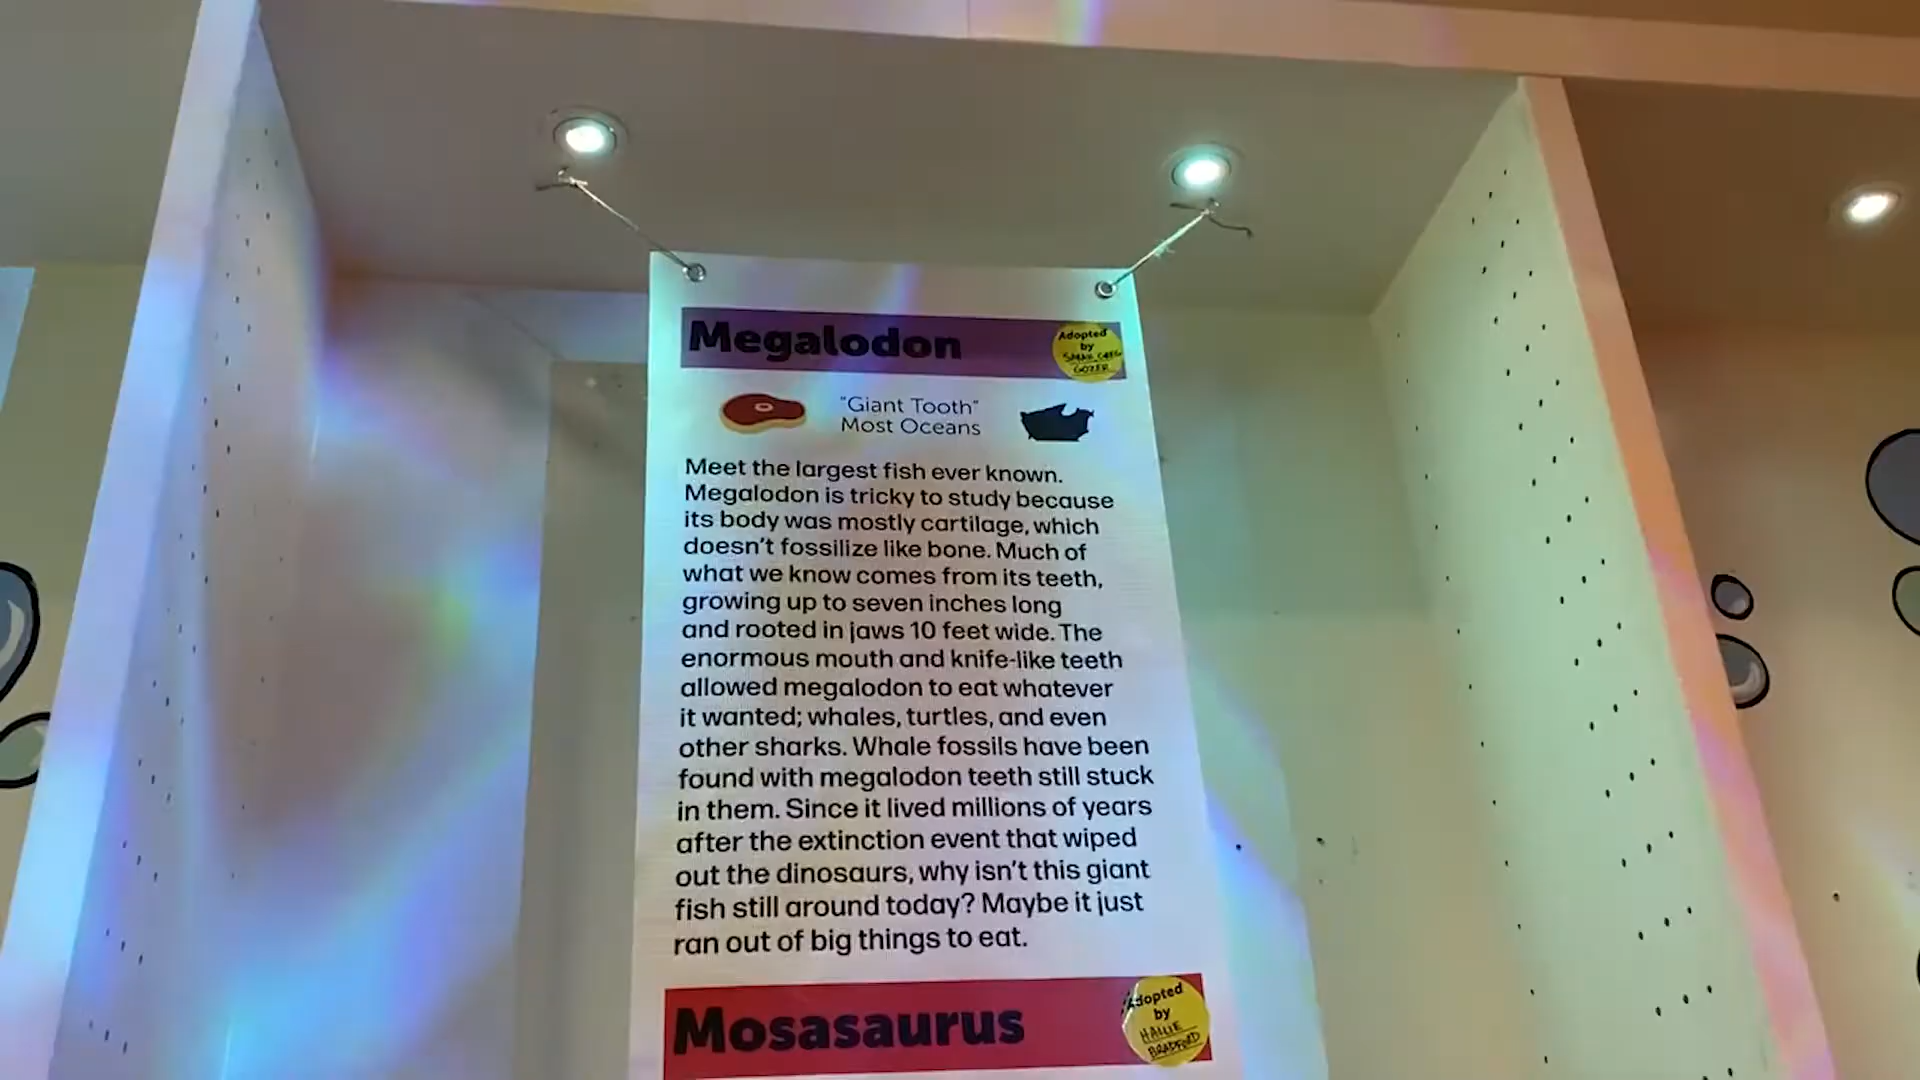 Megalodon
Adopted
by
"Giant Tooth"
Most Oceans
Meet the largest fish ever known.
Megalodon is tricky to study because
its body was mostly cartilage, which
doesn't fossilize like bone. Much of
what we know comes from its teeth,
growing up to seven inches long
and rooted in jaws 10 feet wide. The
enormous mouth and knife-like teeth
allowed megalodon to eat whatever
it wanted; whales, turtles, and even
other sharks. Whale fossils have been
found with megalodon teeth still stuck
in them. Since it lived millions of years
after the extinction event that wiped
out the dinosaurs, why isn't this giant
fish still around today? Maybe it just
ran out of big things to eat.
Mosasaurus
Adopted
by
HALLIE
BRADFORD